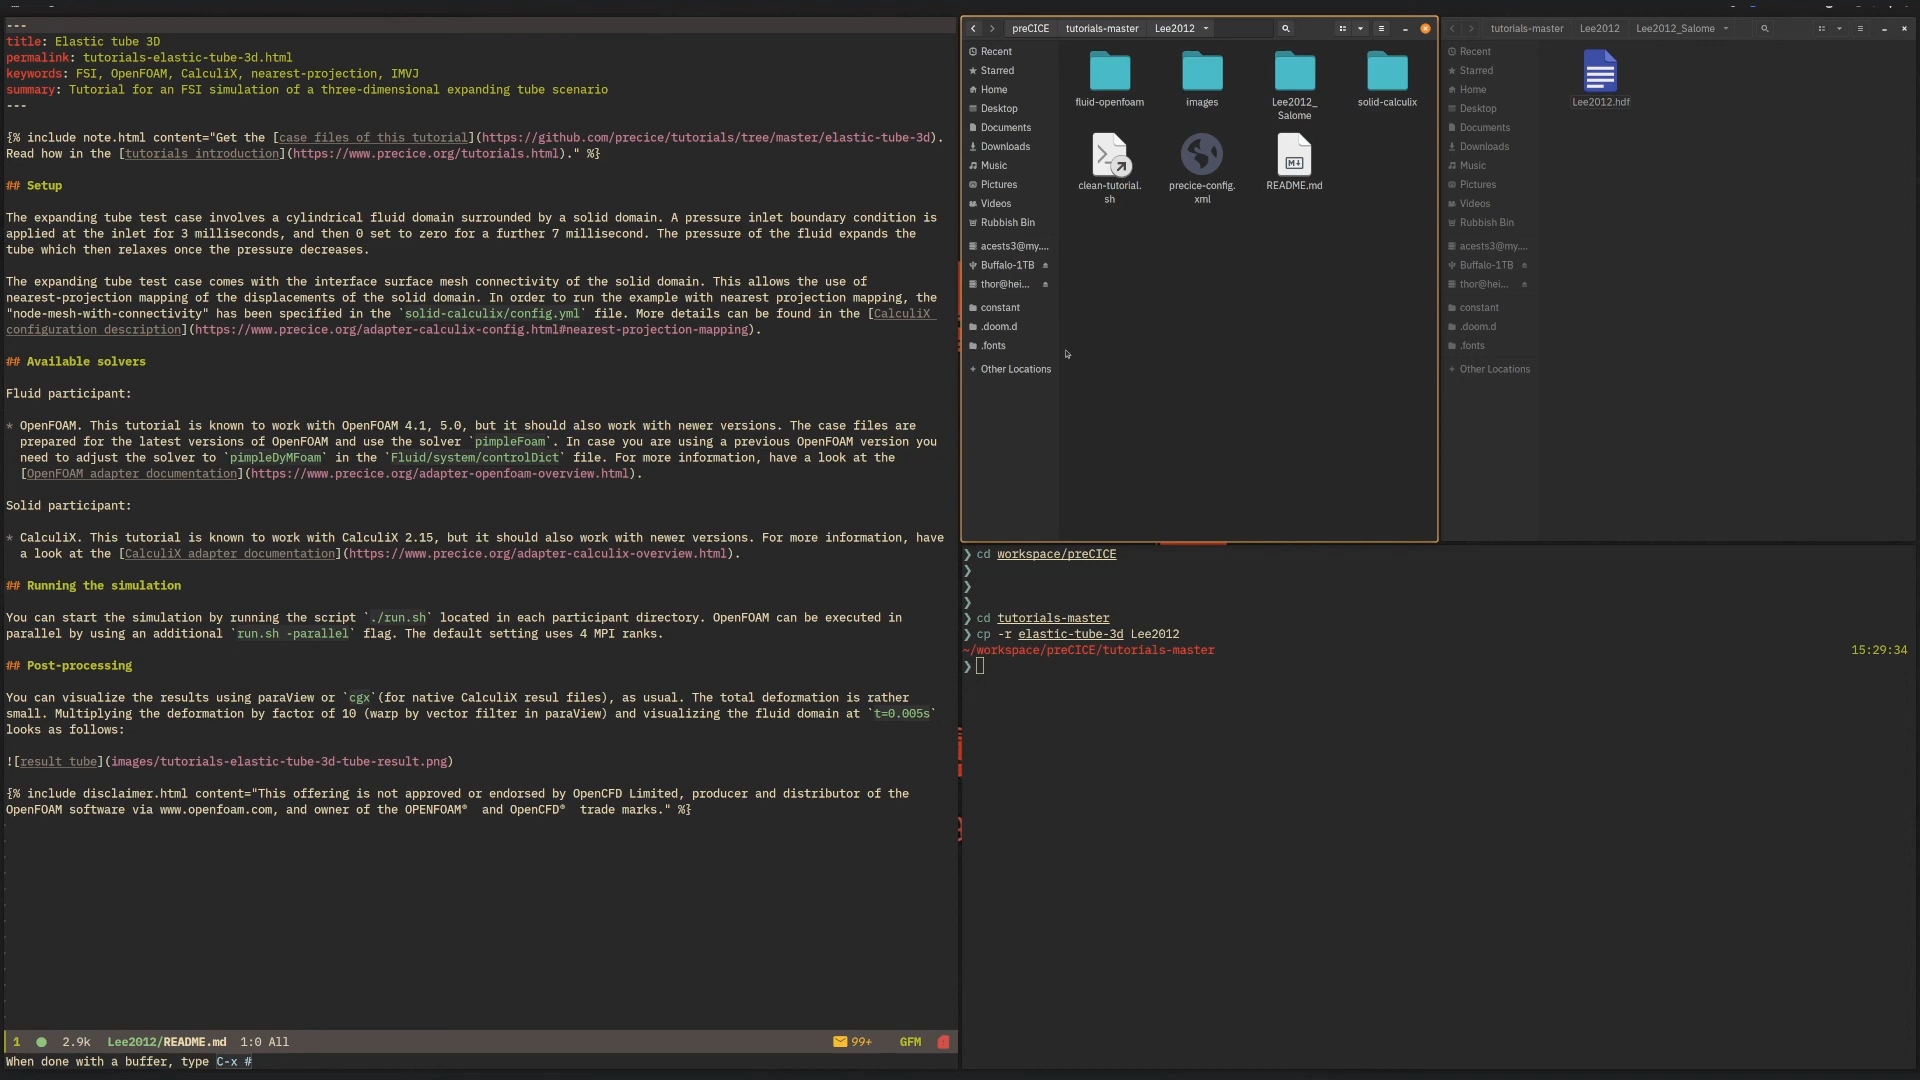 ---
title: Elastic tube 3D
permalink: tutorials-elastic-tube-3d.html
keywords: FSI, OpenFOAM, CalculiX, nearest-projection, IMVJ
summary: Tutorial for an FSI simulation of a three-dimensional expanding tube scenario
---
{% include note.html content="Get the [case files of this tutorial](https://github.com/precice/tutorials/tree/master/elastic-tube-3d).
Read how in the [tutorials introduction](https://www.precice.org/tutorials.html)." %}
## Setup
The expanding tube test case involves a cylindrical fluid domain surrounded by a solid domain. A pressure inlet boundary condition is
applied at the inlet for 3 milliseconds, and then 0 set to zero for a further 7 millisecond. The pressure of the fluid expands the
tube which then relaxes once the pressure decreases.
The expanding tube test case comes with the interface surface mesh connectivity of the solid domain. This allows the use of
nearest-projection mapping of the displacements of the solid domain. In order to run the example with nearest projection mapping, the
"node-mesh-with-connectivity" has been specified in the `solid-calculix/config.yml` file. More details can be found in the [CalculiX
configuration description](https://www.precice.org/adapter-calculix-config.html#nearest-projection-mapping).
## Available solvers
Fluid participant:
* OpenFOAM. This tutorial is known to work with OpenFOAM 4.1, 5.0, but it should also work with newer versions. The case files are
prepared for the latest versions of OpenFOAM and use the solver `pimpleFoam`. In case you are using a previous OpenFOAM version you
need to adjust the solver to `pimpleDyMFoam` in the `Fluid/system/controlDict` file. For more information, have a look at the
[OpenFOAM adapter documentation](https://www.precice.org/adapter-openfoam-overview.html).
Solid participant:
* CalculiX. This tutorial is known to work with CalculiX 2.15, but it should also work with newer versions. For more information, have
a look at the [CalculiX adapter documentation](https://www.precice.org/adapter-calculix-overview.html).
## Running the simulation
You can start the simulation by running the script `./run.sh` located in each participant directory. OpenFOAM can be executed in
parallel by using an additional `run.sh -parallel` flag. The default setting uses 4 MPI ranks.
## Post-processing
You can visualize the results using paraView or `cgx`(for native CalculiX resul files), as usual. The total deformation is rather
small. Multiplying the deformation by factor of 10 (warp by vector filter in paraView) and visualizing the fluid domain at `t=0.005s`
looks as follows:
![result tube](images/tutorials-elastic-tube-3d-tube-result.png)
{% include disclaimer.html content="This offering is not approved or endorsed by OpenCFD Limited, producer and distributor of the
OpenFOAM software via www.openfoam.com, and owner of the OPENFOAM® and OpenCFD® trade marks." %}
1 2.9k Lee2012/README.md 1:0 All 99+ GFM
When done with a buffer, type C-x #
preCICE tutorials-master Lee2012
Recent
Starred
Home
Desktop
Documents
Downloads
Music
Pictures
Videos
Rubbish Bin
acests3@my....
Buffalo-1TB
thor@hei...
constant
.doom.d
.fonts
+ Other Locations
fluid-openfoam
images
Lee2012_
Salome
solid-calculix
clean-tutorial.
sh
precice-config.
xml
README.md
tutorials-master Lee2012 Lee2012_Salome
Recent
Starred
Home
Desktop
Documents
Downloads
Music
Pictures
Videos
Rubbish Bin
acests3@my....
Buffalo-1TB
thor@hei...
constant
.doom.d
.fonts
+ Other Locations
Lee2012.hdf
❯ cd workspace/preCICE
❯
❯
❯
❯ cd tutorials-master
❯ cp -r elastic-tube-3d Lee2012
~/workspace/preCICE/tutorials-master 15:29:34
❯